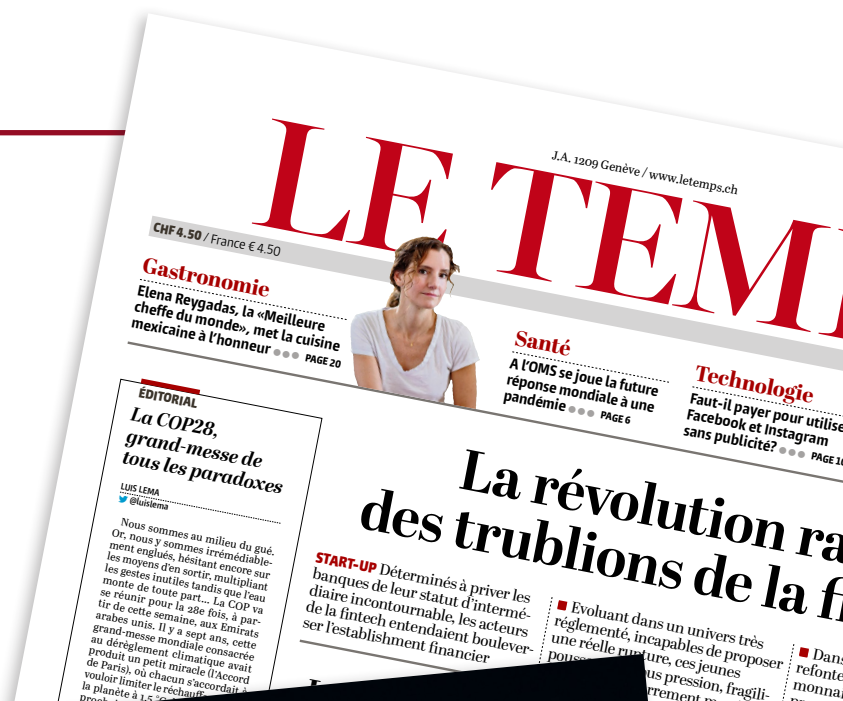 J.A. 1209 Genève / www.letemps.ch
LE TEM
CHF 4.50 / France € 4.50
Gastronomie
Elena Reygadas, la «Meilleure
cheffe du monde», met la cuisine
mexicaine à l'honneur ●●● PAGE 20
Santé
A l'OMS se joue la future
réponse mondiale à une
pandémie ●●● PAGE 6
Technologie
Faut-il payer pour utilise
Facebook et Instagram
sans publicité? ●●● PAGE
ÉDITORIAL
La COP28,
grand-messe de
tous les paradoxes
LUIS LEMA
@luislema
Nous sommes au milieu du gué.
Or, nous y sommes irrémédiable-
ment englués, hésitant encore sur
les moyens d'en sortir, multipliant
les gestes inutiles tandis que l'eau
monte de toute part... La COP va
se réunir pour la 28e fois, à par-
tir de cette semaine, aux Emirats
arabes unis. Il y a sept ans, cette
grand-messe mondiale consacrée
au dérèglement climatique avait
produit un petit miracle (l'Accord
de Paris), où chacun s'accordait à
vouloir limiter le réchauff
la planète à 1,5
La révolution ra
des trublions de la f
START-UP Déterminés à priver les
banques de leur statut d'intermé-
diaire incontournable, les acteurs
de la fintech entendaient boulever-
ser l'establishment financier
■ Evoluant dans un univers très
réglementé, incapables de proposer
une réelle rupture, ces jeunes
pouss
us pression, fragili-
rrement m
■ Dans
refonte
monna